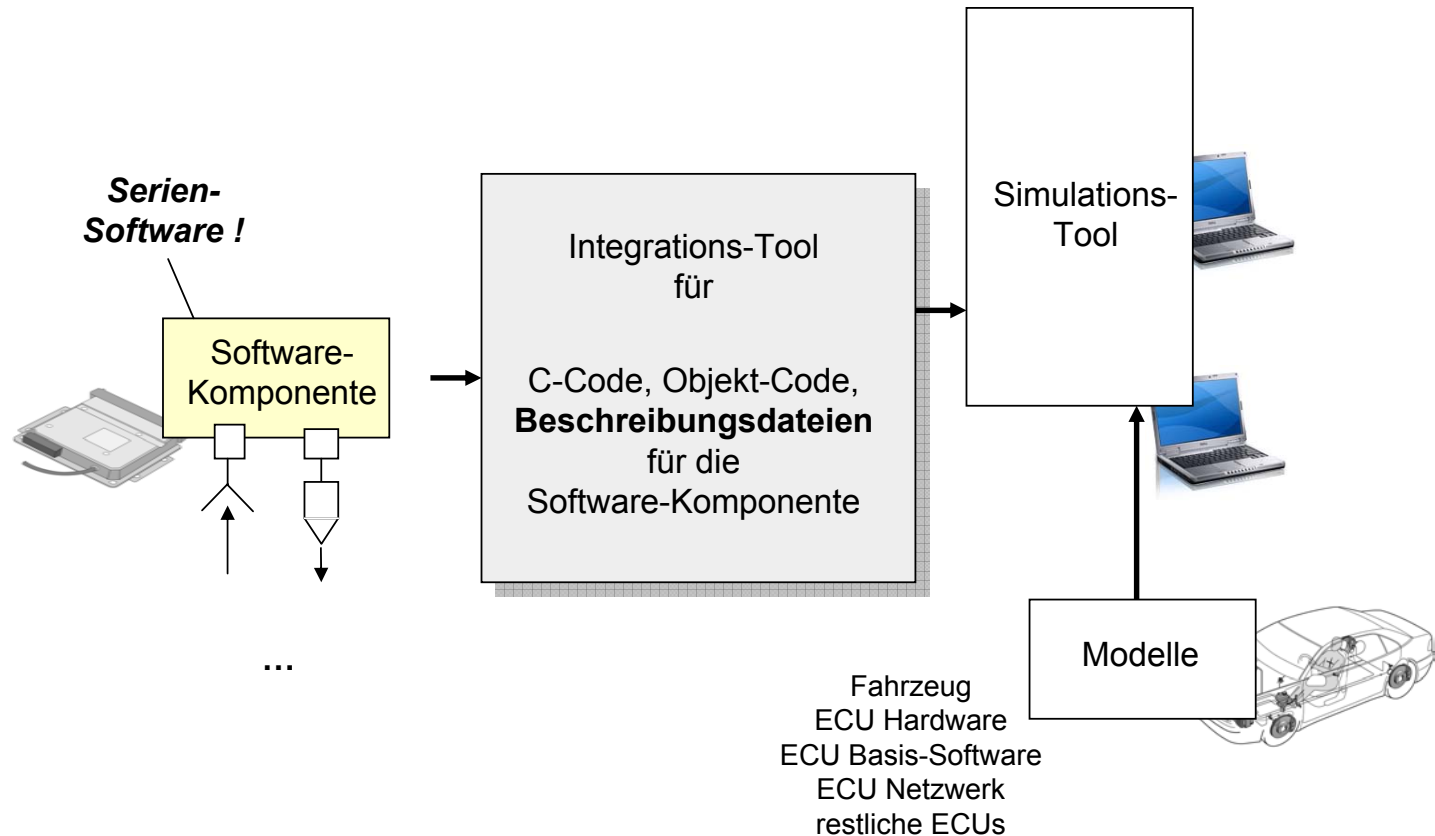 Serien-
Software !
Software-
Komponente
...
Integrations-Tool
für
C-Code, Objekt-Code,
Beschreibungsdateien
für die
Software-Komponente
Simulations-
Tool
Modelle
Fahrzeug
ECU Hardware
ECU Basis-Software
ECU Netzwerk
restliche ECUs